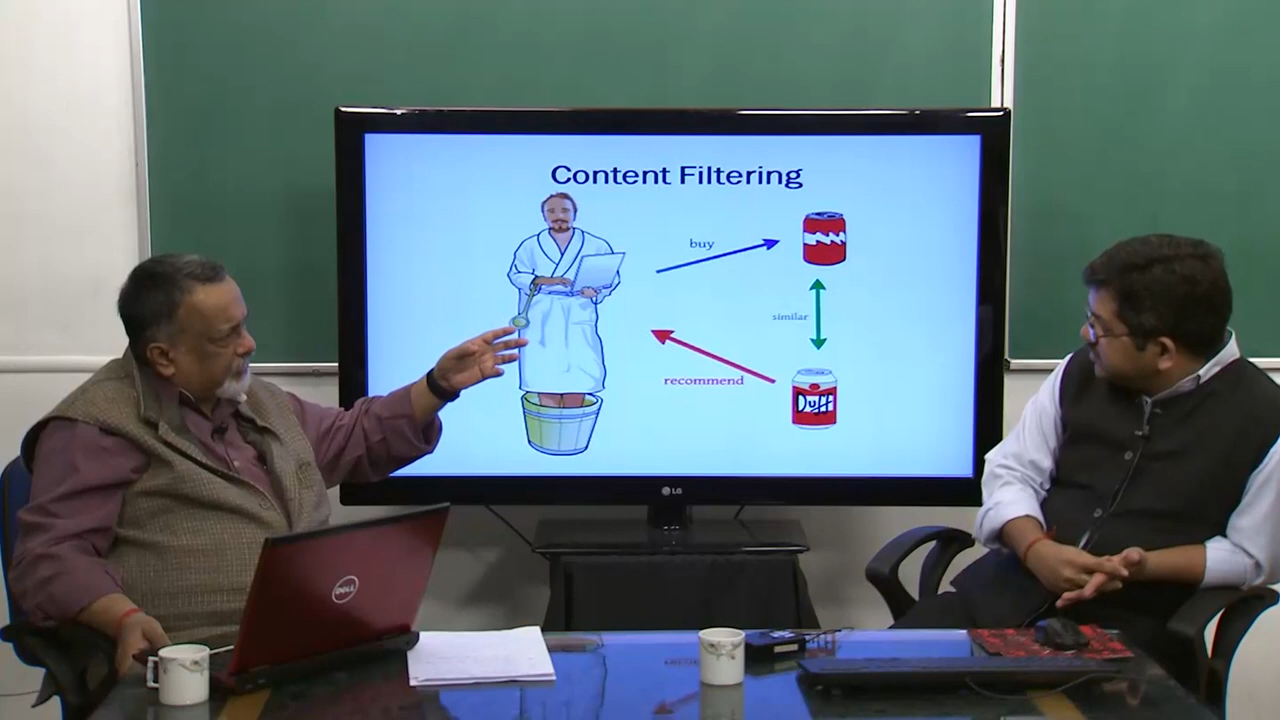 Content Filtering
buy
similar
recommend
Duff
LG
DELL